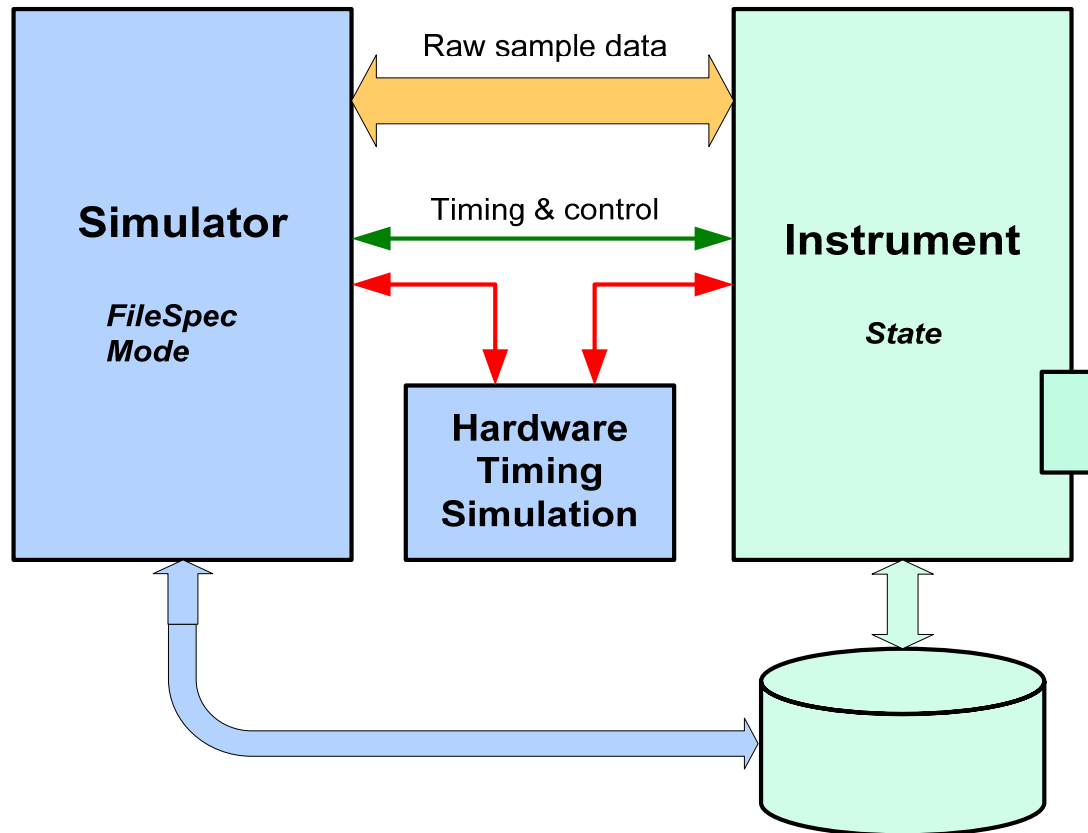 Raw sample data
Simulator
FileSpec
Mode
Timing & control
Instrument
State
Hardware
Timing
Simulation